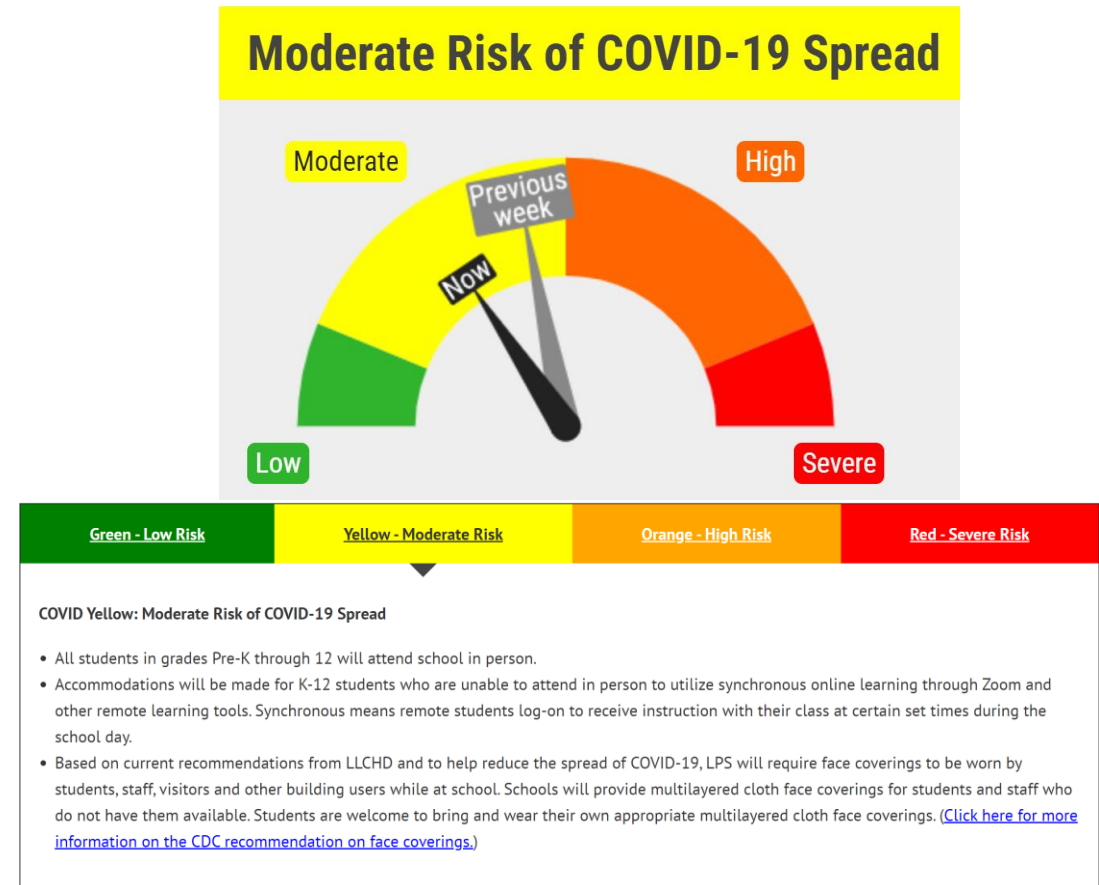 Moderate Risk of COVID-19 Spread
Moderate
High
Previous
week
Now
Low
Severe
Green - Low Risk
Yellow - Moderate Risk
Orange - High Risk
Red - Severe Risk
COVID Yellow: Moderate Risk of COVID-19 Spread
• All students in grades Pre-K through 12 will attend school in person.
• Accommodations will be made for K-12 students who are unable to attend in person to utilize synchronous online learning through Zoom and
other remote learning tools. Synchronous means remote students log-on to receive instruction with their class at certain set times during the
school day.
• Based on current recommendations from LLCHD and to help reduce the spread of COVID-19, LPS will require face coverings to be worn by
students, staff, visitors and other building users while at school. Schools will provide multilayered cloth face coverings for students and staff who
do not have them available. Students are welcome to bring and wear their own appropriate multilayered cloth face coverings. (Click here for more
information on the CDC recommendation on face coverings.)